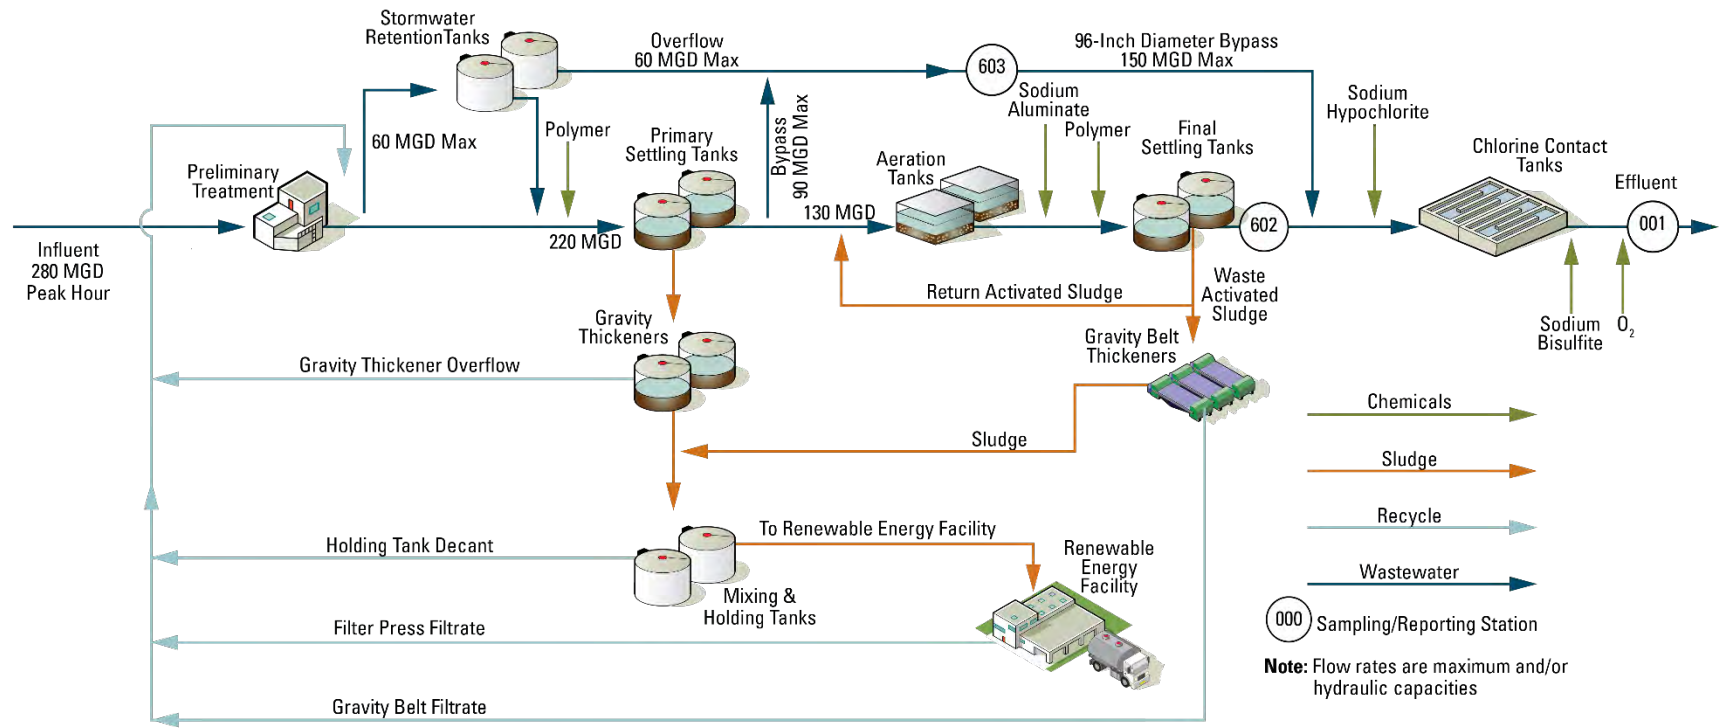 Stormwater
RetentionTanks
Overflow
60 MGD Max
96-Inch Diameter Bypass
150 MGD Max
603
Sodium
Aluminate
Sodium
Hypochlorite
60 MGD Max
Polymer
Primary
Settling Tanks
Bypass
90 MGD Max
Aeration
Tanks
Polymer
Final
Settling Tanks
Chlorine Contact
Tanks
Effluent
Preliminary
Treatment
130 MGD
602
001
Influent
280 MGD
Peak Hour
220 MGD
Return Activated Sludge
Waste
Activated
Sludge
Sodium
Bisulfite
O2
Gravity
Thickeners
Gravity Belt
Thickeners
Gravity Thickener Overflow
Sludge
Chemicals
Sludge
Recycle
Wastewater
Holding Tank Decant
To Renewable Energy Facility
Renewable
Energy
Facility
Mixing &
Holding Tanks
Filter Press Filtrate
Gravity Belt Filtrate
000 Sampling/Reporting Station
Note: Flow rates are maximum and/or
hydraulic capacities